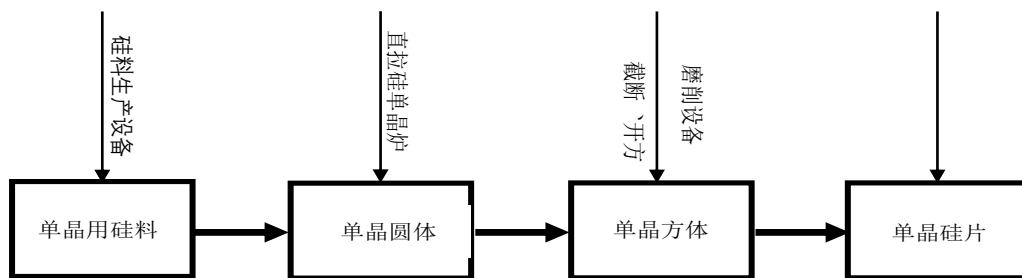 硅料生产设备
直拉硅单晶炉
磨削设备
截断、开方
单晶用硅料
单晶圆体
单晶方体
单晶硅片